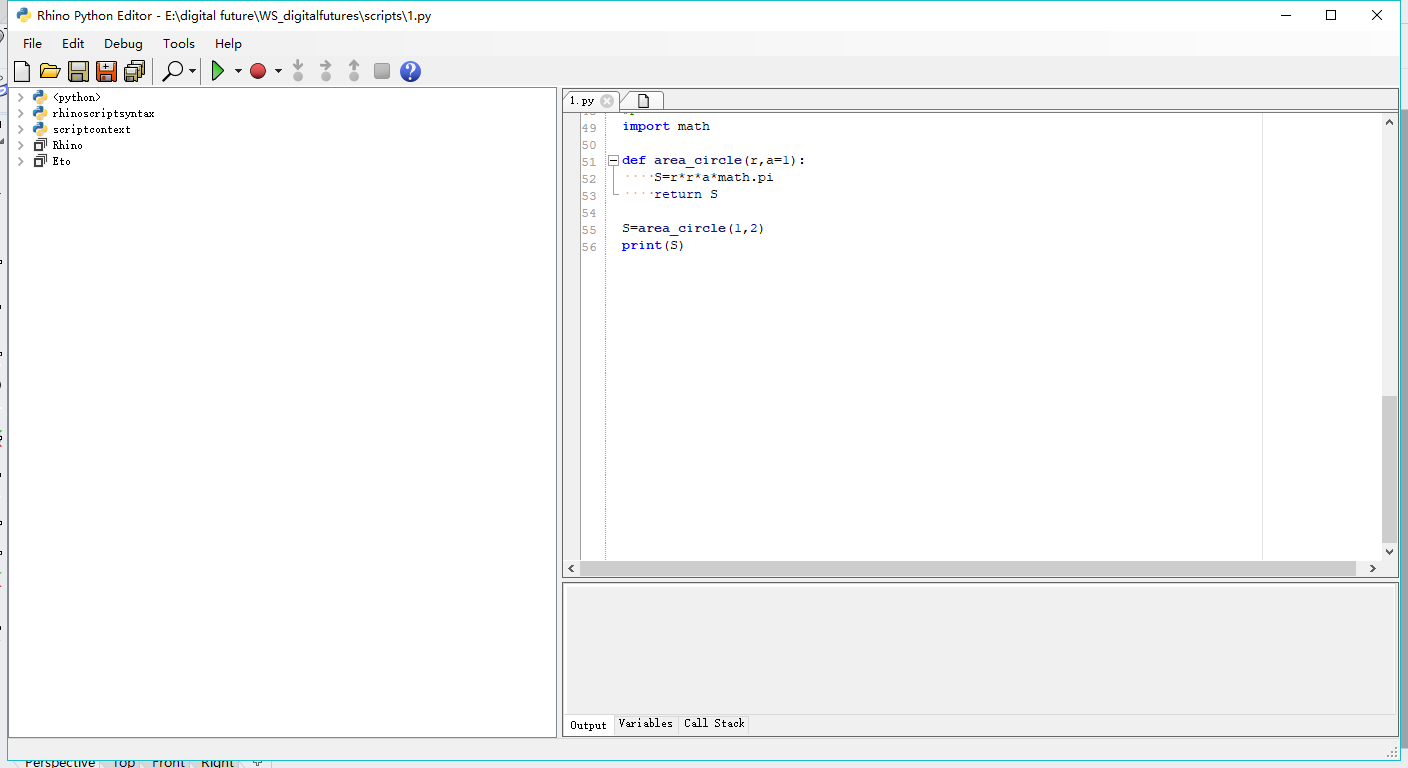 Rhino Python Editor - E:\digital future\WS_digitalfutures\scripts\1.py
File Edit Debug Tools Help
<python>
rhinoscriptsyntax
scriptcontext
Rhino
Eto
1.py
49 import math
50
51 def area_circle(r,a=1):
52 ····S=r*r*a*math.pi
53 ····return S
54
55 S=area_circle(1,2)
56 print(S)
Output Variables Call Stack
Perspective Top Front Right